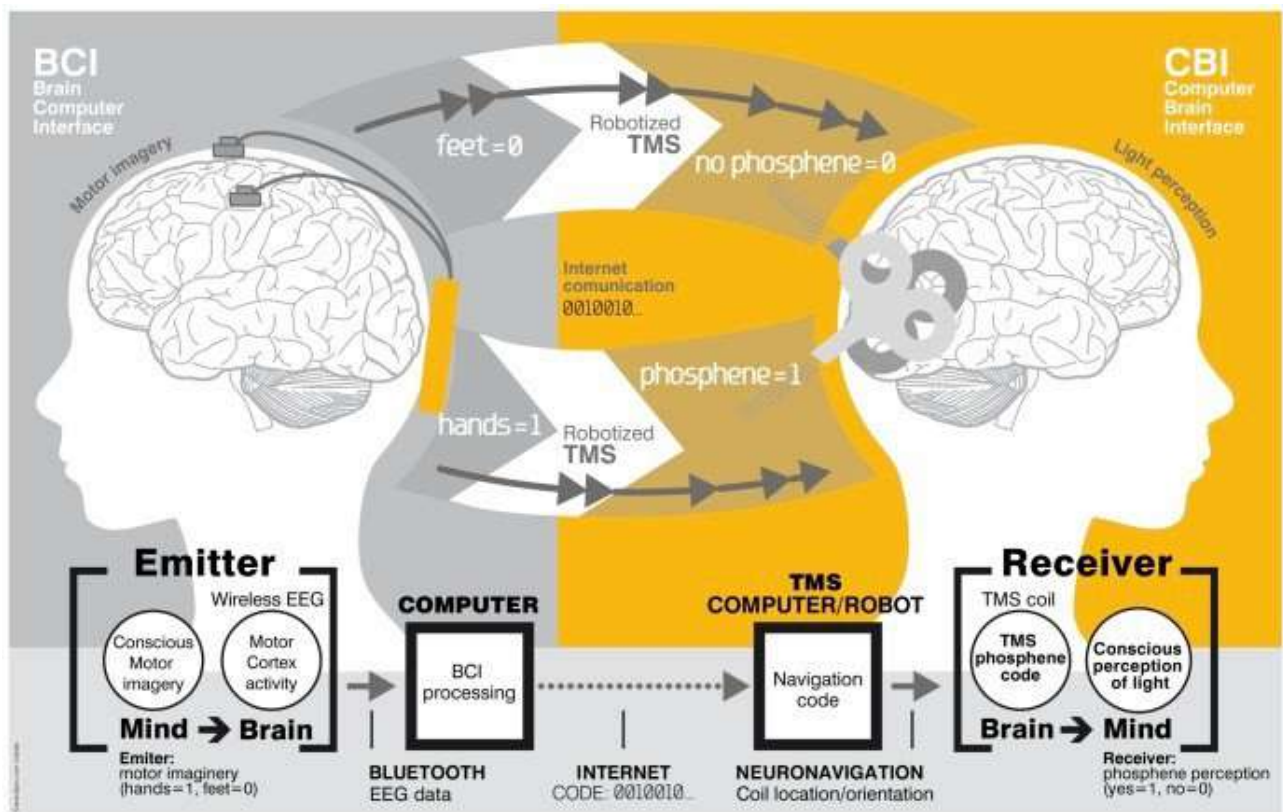 BCI
Brain
Computer
Interface
Motor imagery
CBI
Computer
Brain
Interface
Light perception
feet=0
Robotized
TMS
no phosphene=0
Internet
comunication
0010010...
phosphene=1
hands=1
Robotized
TMS
Emitter
Wireless EEG
Conscious
Motor
imagery
Motor
Cortex
activity
Mind → Brain
Emiter:
motor imaginery
(hands=1, feet=0)
COMPUTER
BCI
processing
BLUETOOTH
EEG data
INTERNET
CODE: 0010010...
TMS
COMPUTER/ROBOT
Navigation
code
NEURONAVIGATION
Coil location/orientation
Receiver
TMS coil
TMS
phosphene
code
Conscious
perception
of light
Brain → Mind
Receiver:
phosphene perception
(yes=1, no=0)